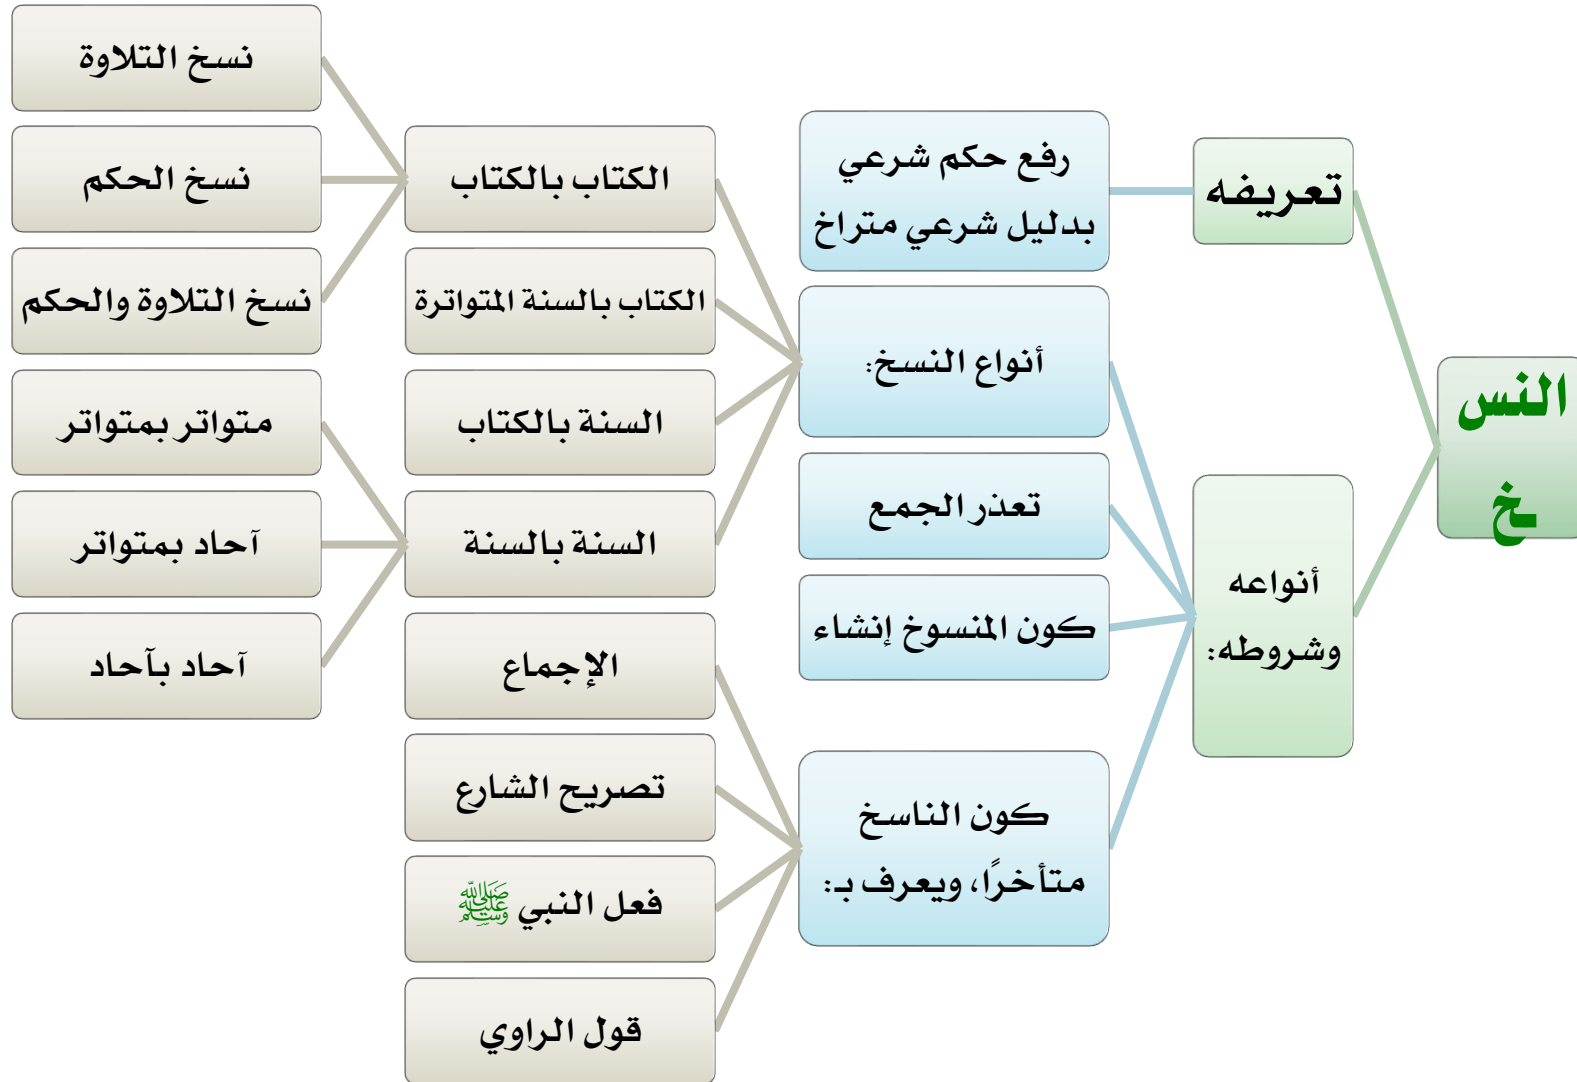 النس
ـخ
تعريفه
رفع حكم شرعي
بدليل شرعي متراخ
أنواعه
وشروطه:
أنواع النسخ:
الكتاب بالكتاب
نسخ التلاوة
نسخ الحكم
نسخ التلاوة والحكم
الكتاب بالسنة المتواترة
السنة بالكتاب
السنة بالسنة
متواتر بمتواتر
آحاد بمتواتر
آحاد بآحاد
تعذر الجمع
كون المنسوخ إنشاء
كون الناسخ
متأخرًا، ويعرف بـ:
الإجماع
تصريح الشارع
فعل النبي ﷺ
قول الراوي